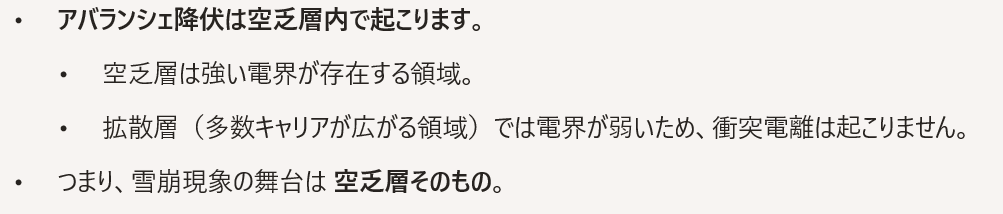 • アバランシェ降伏は空乏層内で起こります。
• 空乏層は強い電界が存在する領域。
• 拡散層（多数キャリアが広がる領域）では電界が弱いため、衝突電離は起こりません。
• つまり、雪崩現象の舞台は 空乏層そのもの。